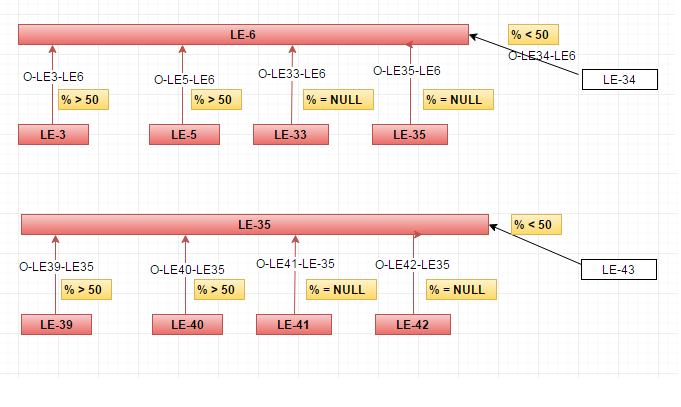 LE-6
% < 50
O-LE34-LE6
O-LE3-LE6
O-LE5-LE6
O-LE33-LE6
O-LE35-LE6
LE-34
% > 50
% > 50
% = NULL
% = NULL
LE-3
LE-5
LE-33
LE-35
LE-35
% < 50
O-LE39-LE35
O-LE40-LE35
O-LE41-LE-35
O-LE42-LE35
LE-43
% > 50
% > 50
% = NULL
% = NULL
LE-39
LE-40
LE-41
LE-42